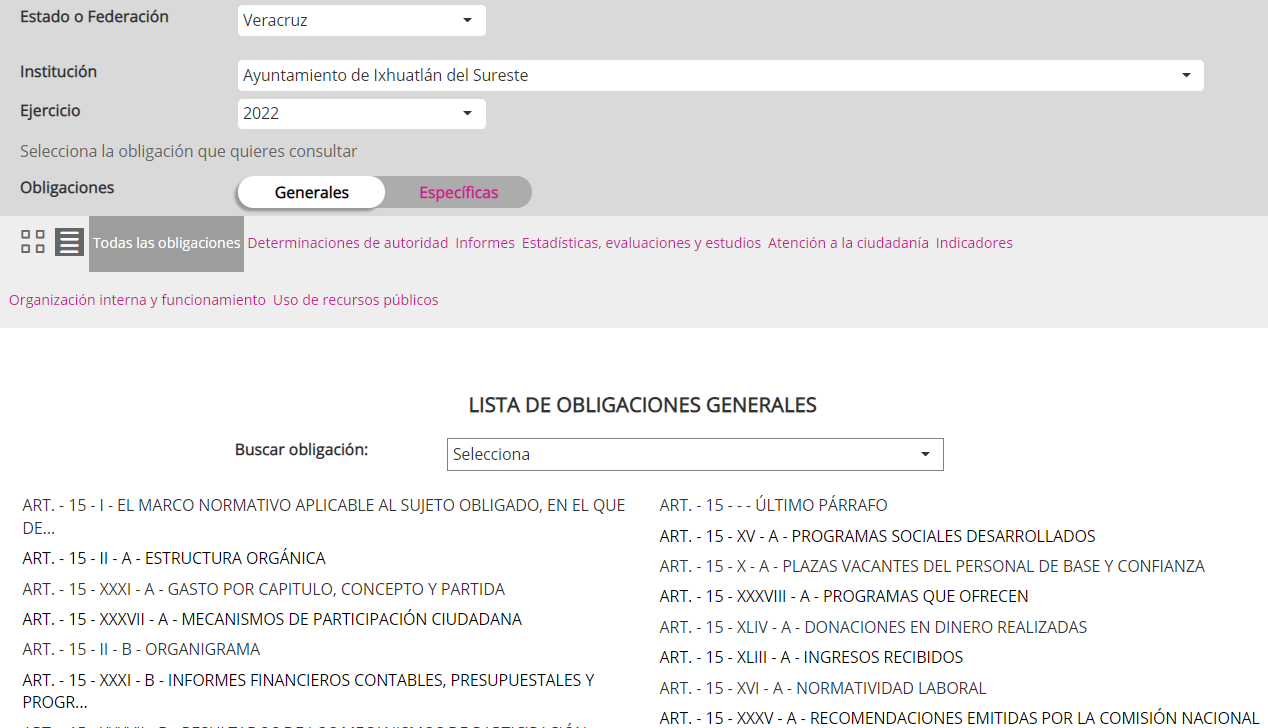 Estado o Federación
Veracruz
Institución
Ayuntamiento de Ixhuatlán del Sureste
Ejercicio
2022
Selecciona la obligación que quieres consultar
Obligaciones
Generales
Específicas
Todas las obligaciones Determinaciones de autoridad Informes Estadísticas, evaluaciones y estudios Atención a la ciudadanía Indicadores
Organización interna y funcionamiento Uso de recursos públicos
LISTA DE OBLIGACIONES GENERALES
Buscar obligación:
Selecciona
ART. - 15 - I - EL MARCO NORMATIVO APLICABLE AL SUJETO OBLIGADO, EN EL QUE
DE...
ART. - 15 - II - A - ESTRUCTURA ORGÁNICA
ART. - 15 - XXXI - A - GASTO POR CAPITULO, CONCEPTO Y PARTIDA
ART. - 15 - XXXVII - A - MECANISMOS DE PARTICIPACIÓN CIUDADANA
ART. - 15 - II - B - ORGANIGRAMA
ART. - 15 - XXXI - B - INFORMES FINANCIEROS CONTABLES, PRESUPUESTALES Y
PROGR...
ART. - 15 - - - ÚLTIMO PÁRRAFO
ART. - 15 - XV - A - PROGRAMAS SOCIALES DESARROLLADOS
ART. - 15 - X - A - PLAZAS VACANTES DEL PERSONAL DE BASE Y CONFIANZA
ART. - 15 - XXXVIII - A - PROGRAMAS QUE OFRECEN
ART. - 15 - XLIV - A - DONACIONES EN DINERO REALIZADAS
ART. - 15 - XLIII - A - INGRESOS RECIBIDOS
ART. - 15 - XVI - A - NORMATIVIDAD LABORAL
ART. - 15 - XXXV - A - RECOMENDACIONES EMITIDAS POR LA COMISIÓN NACIONAL